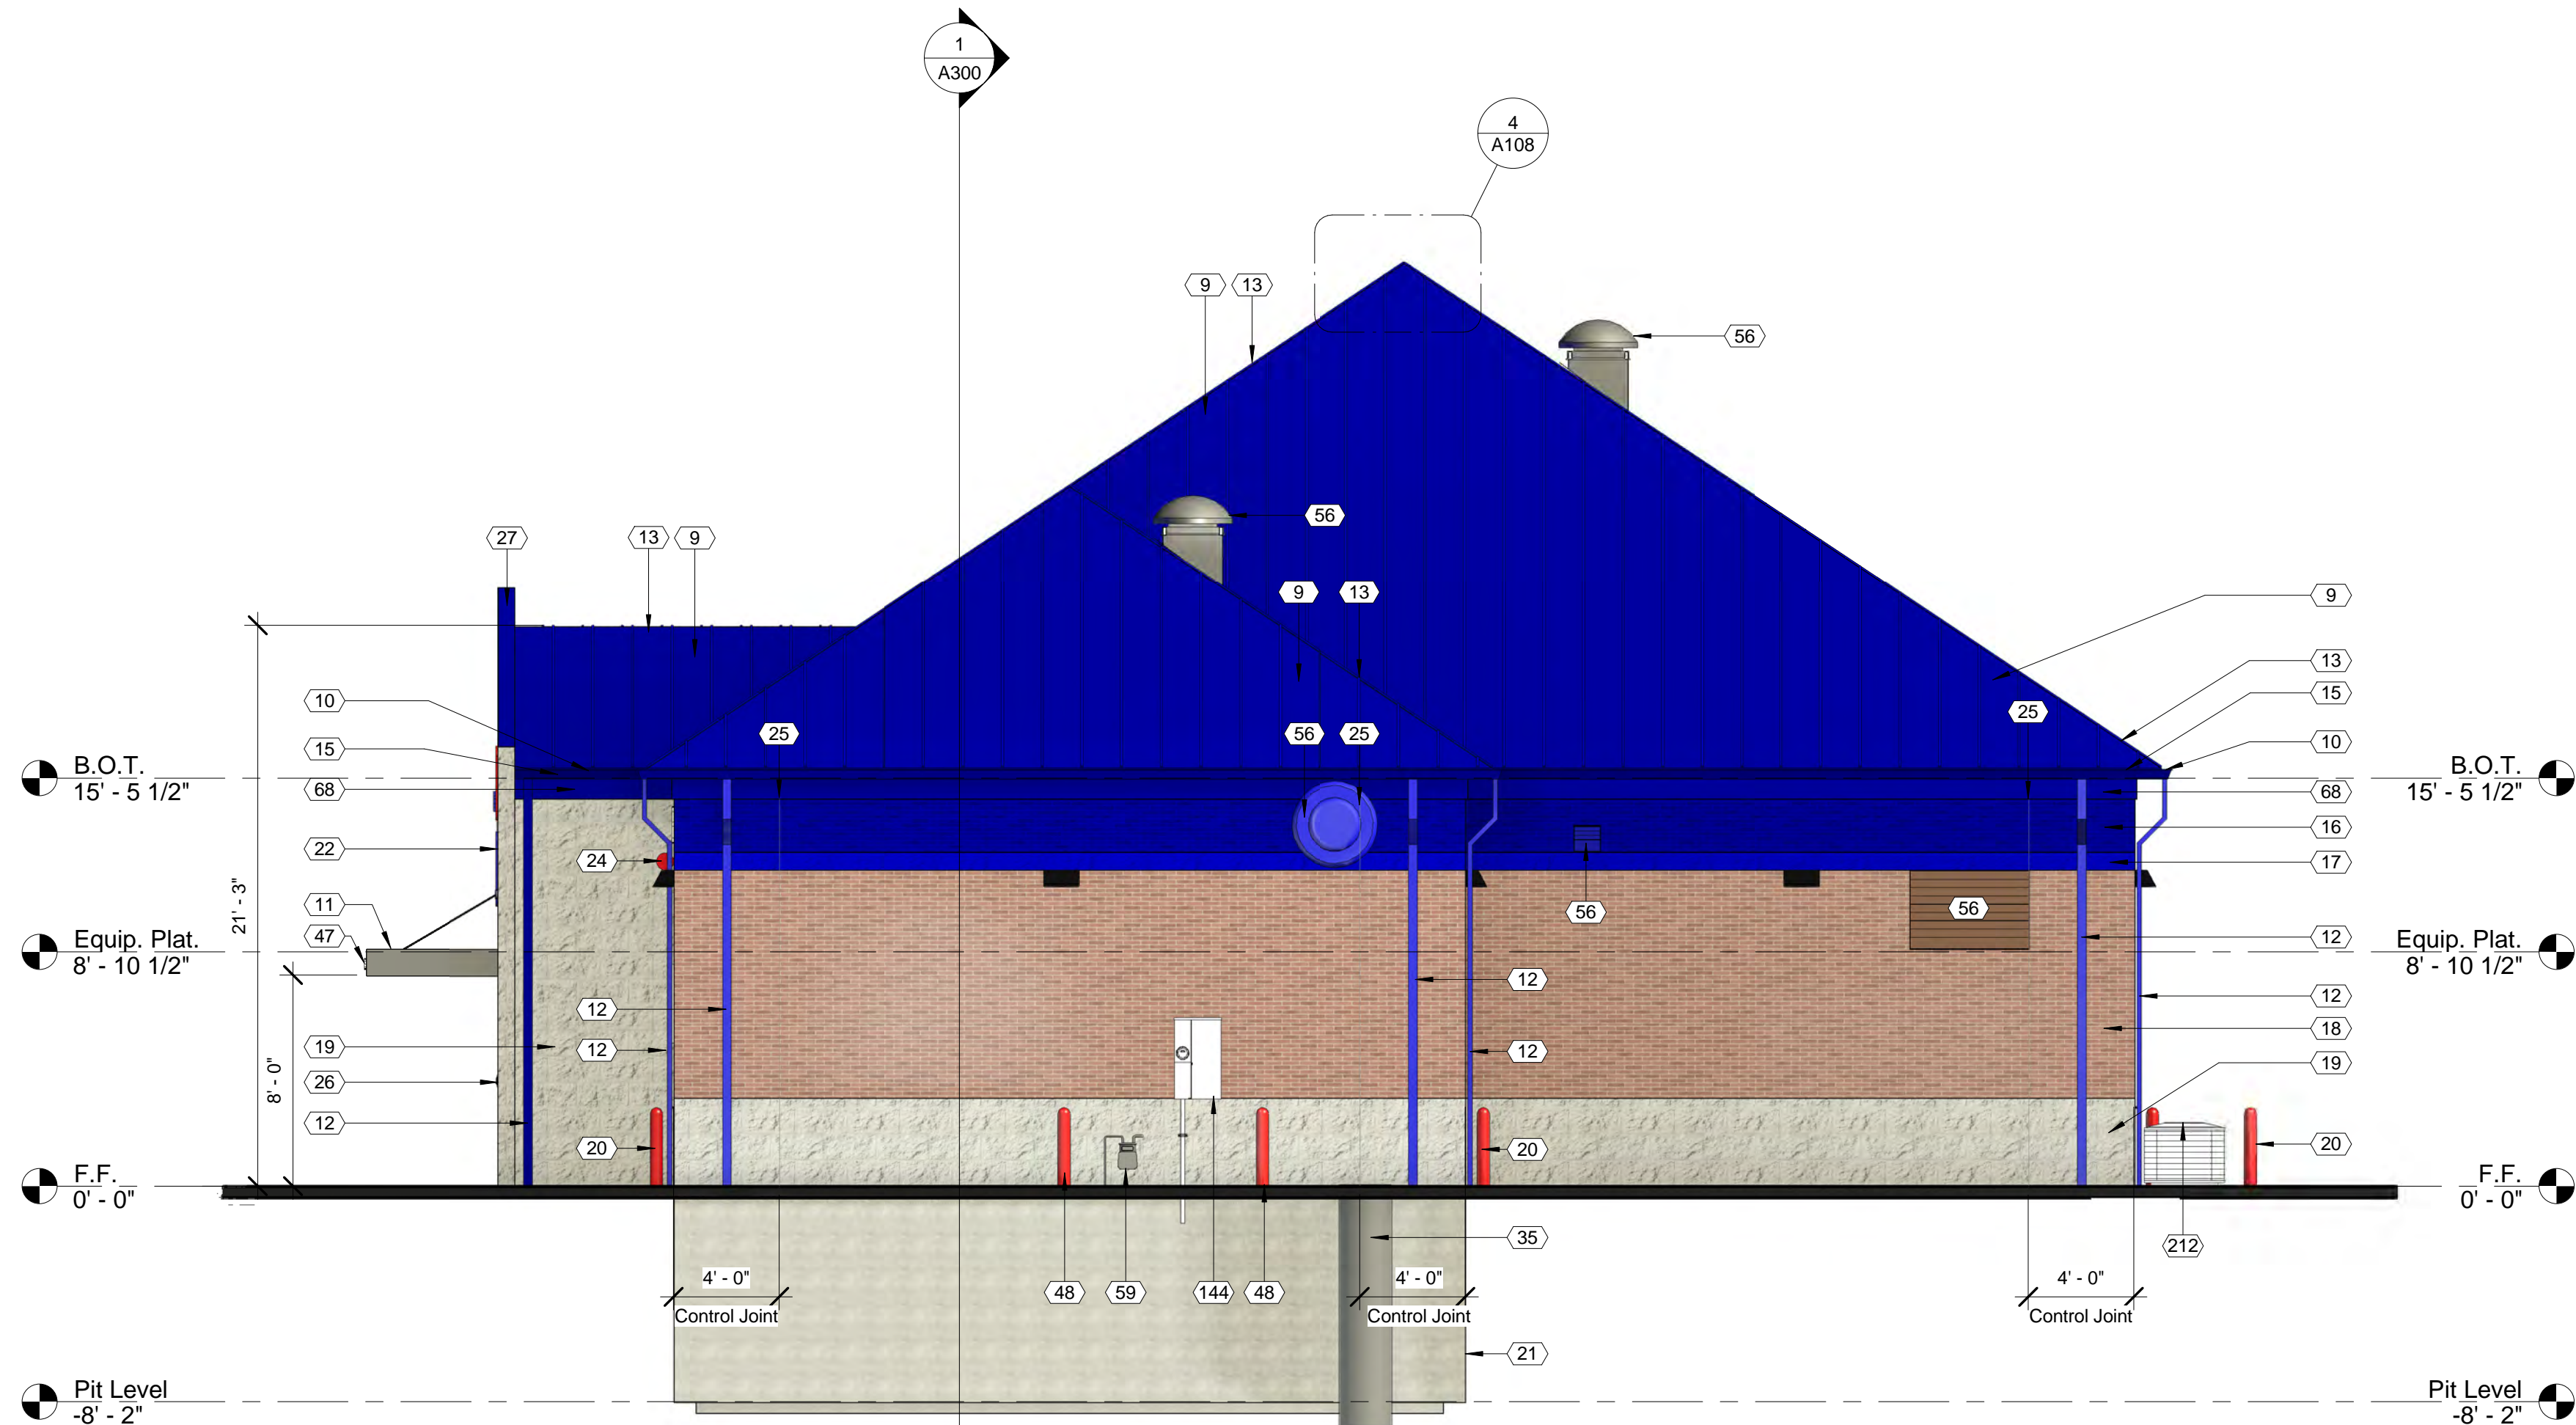 1
A300
4
A108
9
13
56
56
27
13
9
9
13
9
13
10
15
15
25
56
25
25
10
B.O.T.
15' - 5 1/2"
68
B.O.T.
15' - 5 1/2"
68
16
22
24
17
21' - 3"
11
56
56
47
Equip. Plat.
8' - 10 1/2"
12
Equip. Plat.
8' - 10 1/2"
12
12
12
18
19
12
12
19
26
8' - 0"
12
20
20
20
F.F.
0' - 0"
F.F.
0' - 0"
35
212
4' - 0"
Control Joint
48
59
144
48
4' - 0"
Control Joint
4' - 0"
Control Joint
21
Pit Level
-8' - 2"
Pit Level
-8' - 2"